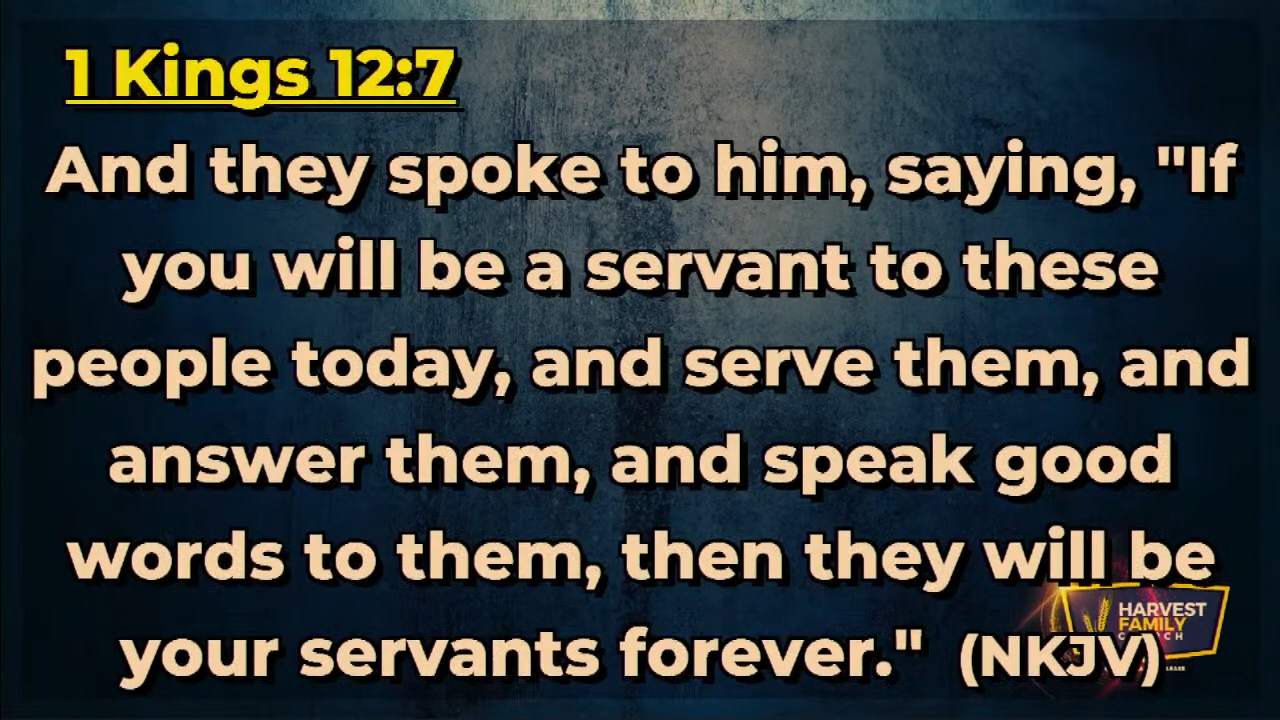 1 Kings 12:7
And they spoke to him, saying, "If
you will be a servant to these
people today, and serve them, and
answer them, and speak good
words to them, then they will be
your servants forever." (NKJV)
HARVEST
FAMILY